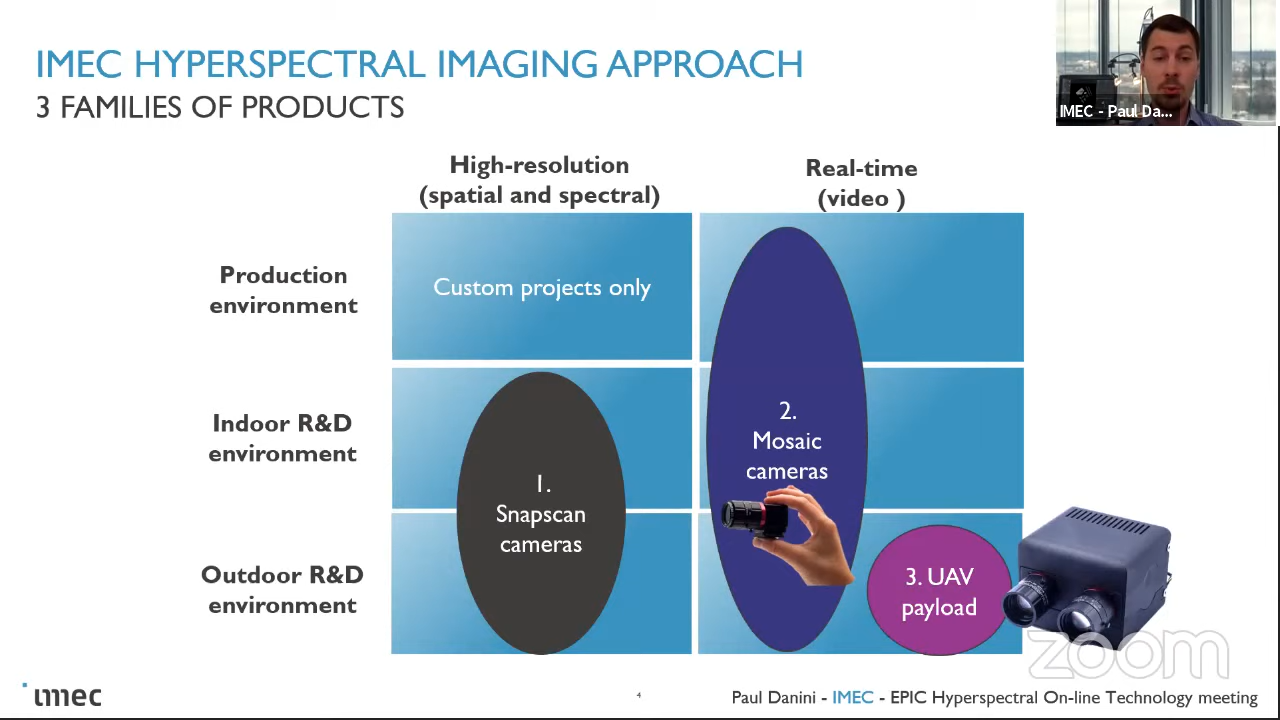 IMEC HYPERSPECTRAL IMAGING APPROACH
3 FAMILIES OF PRODUCTS
IMEC - Paul Da...
High-resolution
(spatial and spectral)
Real-time
(video )
Production
environment
Custom projects only
Indoor R&D
environment
2.
Mosaic
cameras
1.
Snapscan
cameras
Outdoor R&D
environment
3. UAV
payload
zoom
imec
4
Paul Danini - IMEC - EPIC Hyperspectral On-line Technology meeting